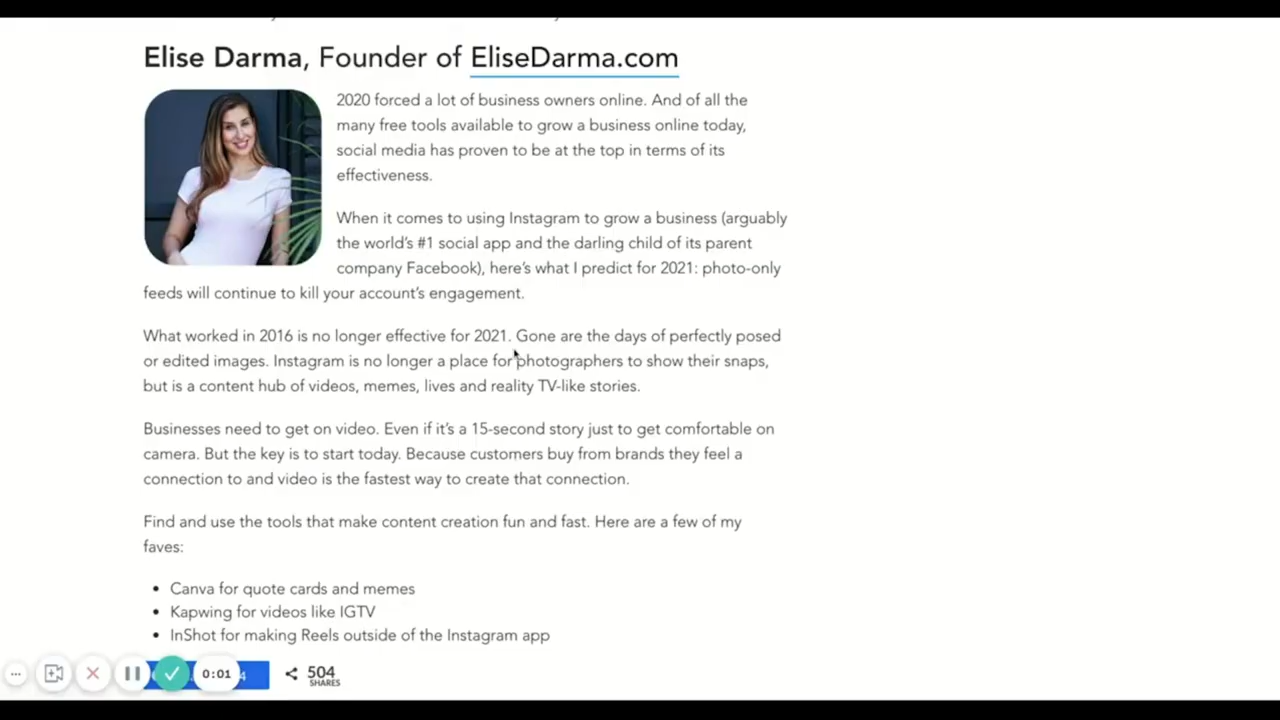 Elise Darma, Founder of EliseDarma.com
2020 forced a lot of business owners online. And of all the
many free tools available to grow a business online today,
social media has proven to be at the top in terms of its
effectiveness.
When it comes to using Instagram to grow a business (arguably
the world's #1 social app and the darling child of its parent
company Facebook), here's what I predict for 2021: photo-only
feeds will continue to kill your account's engagement.
What worked in 2016 is no longer effective for 2021. Gone are the days of perfectly posed
or edited images. Instagram is no longer a place for photographers to show their snaps,
but is a content hub of videos, memes, lives and reality TV-like stories.
Businesses need to get on video. Even if it's a 15-second story just to get comfortable on
camera. But the key is to start today. Because customers buy from brands they feel a
connection to and video is the fastest way to create that connection.
Find and use the tools that make content creation fun and fast. Here are a few of my
faves:
• Canva for quote cards and memes
• Kapwing for videos like IGTV
• InShot for making Reels outside of the Instagram app
0:01 4 504
SHARES